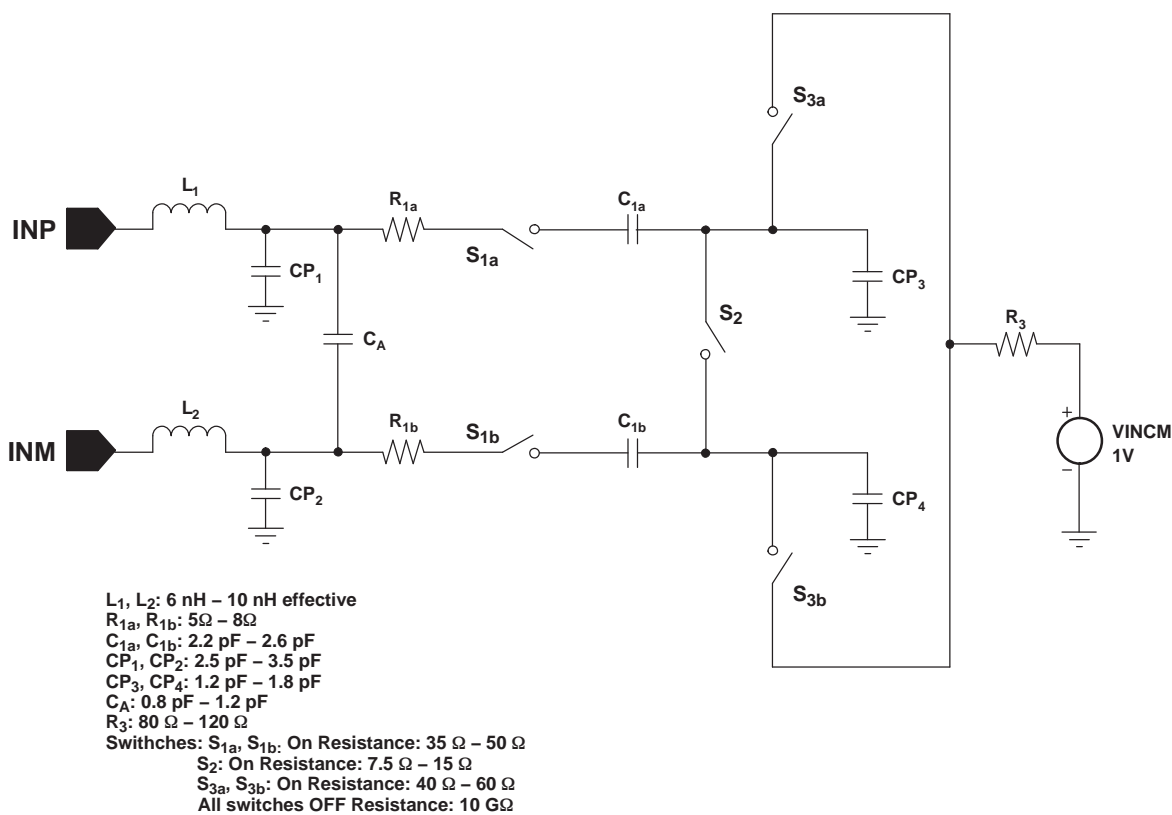 S3a
L1
R1a
C1a
INP
S1a
CP1
CP3
S2
R3
CA
L2
R1b
S1b
C1b
+
VINCM
1V
–
INM
CP2
CP4
S3b
L1, L2: 6 nH – 10 nH effective
R1a, R1b: 5Ω – 8Ω
C1a, C1b: 2.2 pF – 2.6 pF
CP1, CP2: 2.5 pF – 3.5 pF
CP3, CP4: 1.2 pF – 1.8 pF
CA: 0.8 pF – 1.2 pF
R3: 80 Ω – 120 Ω
Swithches: S1a, S1b: On Resistance: 35 Ω – 50 Ω
S2: On Resistance: 7.5 Ω – 15 Ω
S3a, S3b: On Resistance: 40 Ω – 60 Ω
All switches OFF Resistance: 10 GΩ